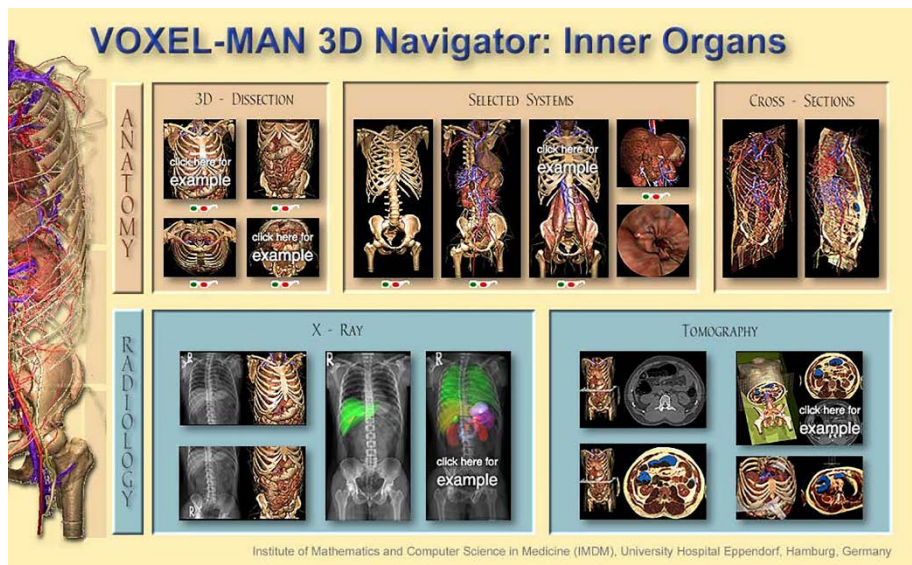 VOXEL-MAN 3D Navigator: Inner Organs
ANATOMY
3D - DISSECTION
click here for
example
click here for
example
SELECTED SYSTEMS
click here for
example
CROSS - SECTIONS
RADIOLOGY
X - RAY
R
R
R
R
click here for
example
TOMOGRAPHY
click here for
example
Institute of Mathematics and Computer Science in Medicine (IMDM), University Hospital Eppendorf, Hamburg, Germany